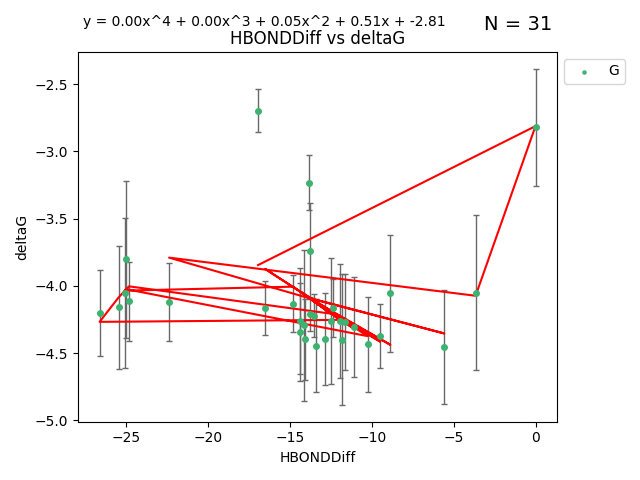 y = 0.00x^4 + 0.00x^3 + 0.05x^2 + 0.51x + -2.81
N = 31
HBONDDiff vs deltaG
G
deltaG
−2.5
−3.0
−3.5
−4.0
−4.5
−5.0
−25 −20 −15 −10 −5 0
HBONDDiff